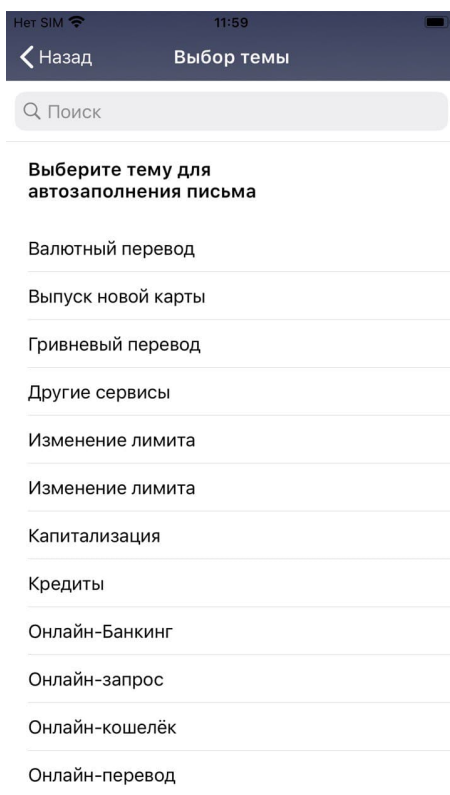 Нет SIM 11:59
Назад Выбор темы
Поиск
Выберите тему для
автозаполнения письма
Валютный перевод
Выпуск новой карты
Гривневый перевод
Другие сервисы
Изменение лимита
Изменение лимита
Капитализация
Кредиты
Онлайн-Банкинг
Онлайн-запрос
Онлайн-кошелёк
Онлайн-перевод